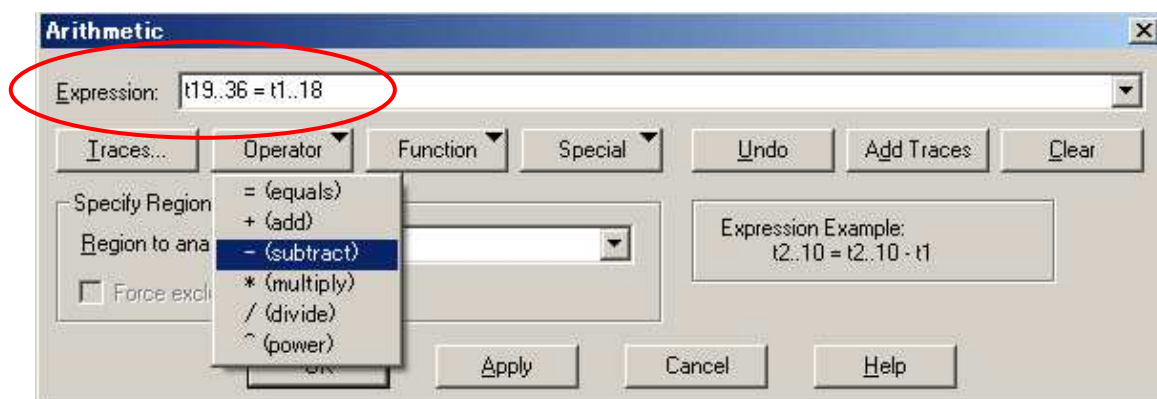 Arithmetic
Expression: t19..36 = t1..18
Traces... Operator Function Special Undo Add Traces Clear
Specify Region
= (equals)
+ (add)
Region to ana
- (subtract)
Expression Example:
t2..10 = t2..10 - t1
* (multiply)
Force excl
/ (divide)
^ (power)
OK Apply Cancel Help